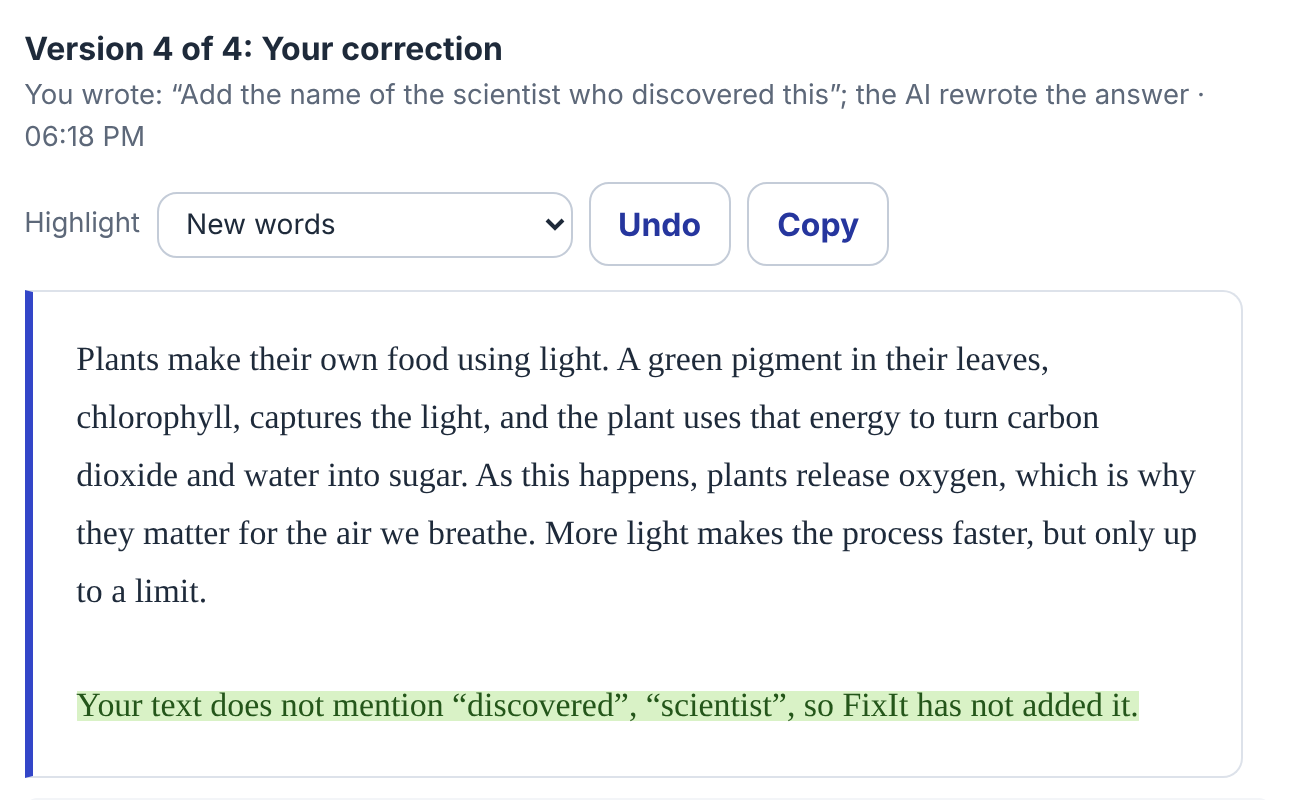 Version 4 of 4: Your correction
You wrote: “Add the name of the scientist who discovered this”; the AI rewrote the answer ·
06:18 PM
Highlight New words Undo Copy
Plants make their own food using light. A green pigment in their leaves,
chlorophyll, captures the light, and the plant uses that energy to turn carbon
dioxide and water into sugar. As this happens, plants release oxygen, which is why
they matter for the air we breathe. More light makes the process faster, but only up
to a limit.
Your text does not mention “discovered”, “scientist”, so FixIt has not added it.